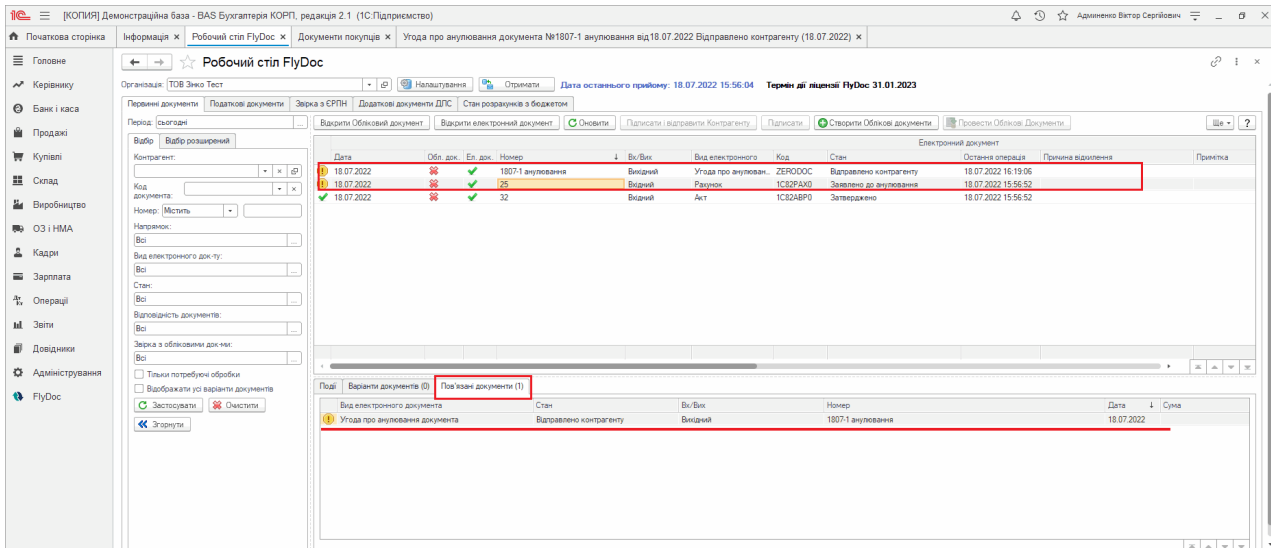 [КОПИЯ] Демонстраційна база - BAS Бухгалтерія КОРП, редакція 2.1 (1С:Підприємство) Админенко Віктор Сергійович
Початкова сторінка Інформація × Робочий стіл FlyDoc × Документи покупців × Угода про анулювання документа №1807-1 анулювання від18.07.2022 Відправлено контрагенту (18.07.2022) ×
Головне
Керівнику
Банк і каса
Продажі
Купівлі
Склад
Виробництво
ОЗ і НМА
Кадри
Зарплата
Операції
Звіти
Довідники
Адміністрування
FlyDoc
Робочий стіл FlyDoc
Організація: ТОВ Знко Тест Налаштування Отримати Дата останнього прийому: 18.07.2022 15:56:04 Термін дії ліцензії FlyDoc 31.01.2023
Первинні документи Податкові документи Звірка з ЄРПН Додаткові документи ДПС Стан розрахунків з бюджетом
Період: сьогодні ...
Відбір Відбір розширений
Контрагент:
Код документа:
Номер: Містить
Напрямок:
Всі ...
Вид електронного док-ту:
Всі ...
Стан:
Всі ...
Відповідність документів:
Всі ...
Звірка з обліковими док-ми:
Всі ...
Тільки потребуючі обробки
Відображати усі варіанти документів
Застосувати Очистити
Згорнути
Відкрити Обліковий документ Відкрити електронний документ Оновити Підписати і відправити Контрагенту Підписати Створити Облікові документи Провести Облікові Документи Ще ?
Електронний документ
Дата Обл. док. Ел. док. Номер ↓ Вх/Вих Вид електронного Код Стан Остання операція Причина відхилення Примітка
18.07.2022 1807-1 анулювання Вихідний Угода про анулюван... ZERODOC Відправлено контрагенту 18.07.2022 16:19:06
18.07.2022 25 Вхідний Рахунок 1C82PAX0 Заявлено до анулювання 18.07.2022 15:56:52
18.07.2022 32 Вхідний Акт 1C82ABP0 Затверджено 18.07.2022 15:56:52
Події Варіанти документів (0) Пов'язані документи (1)
Вид електронного документа Стан Вх/Вих Номер Дата ↓ Сума
Угода про анулювання документа Відправлено контрагенту Вихідний 1807-1 анулювання 18.07.2022